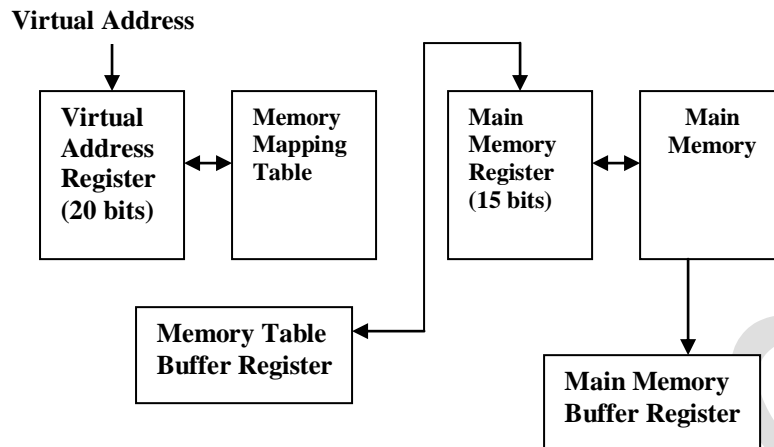 Virtual Address
Virtual
Address
Register
(20 bits)
Memory
Mapping
Table
Main
Memory
Register
(15 bits)
Main
Memory
Memory Table
Buffer Register
Main Memory
Buffer Register